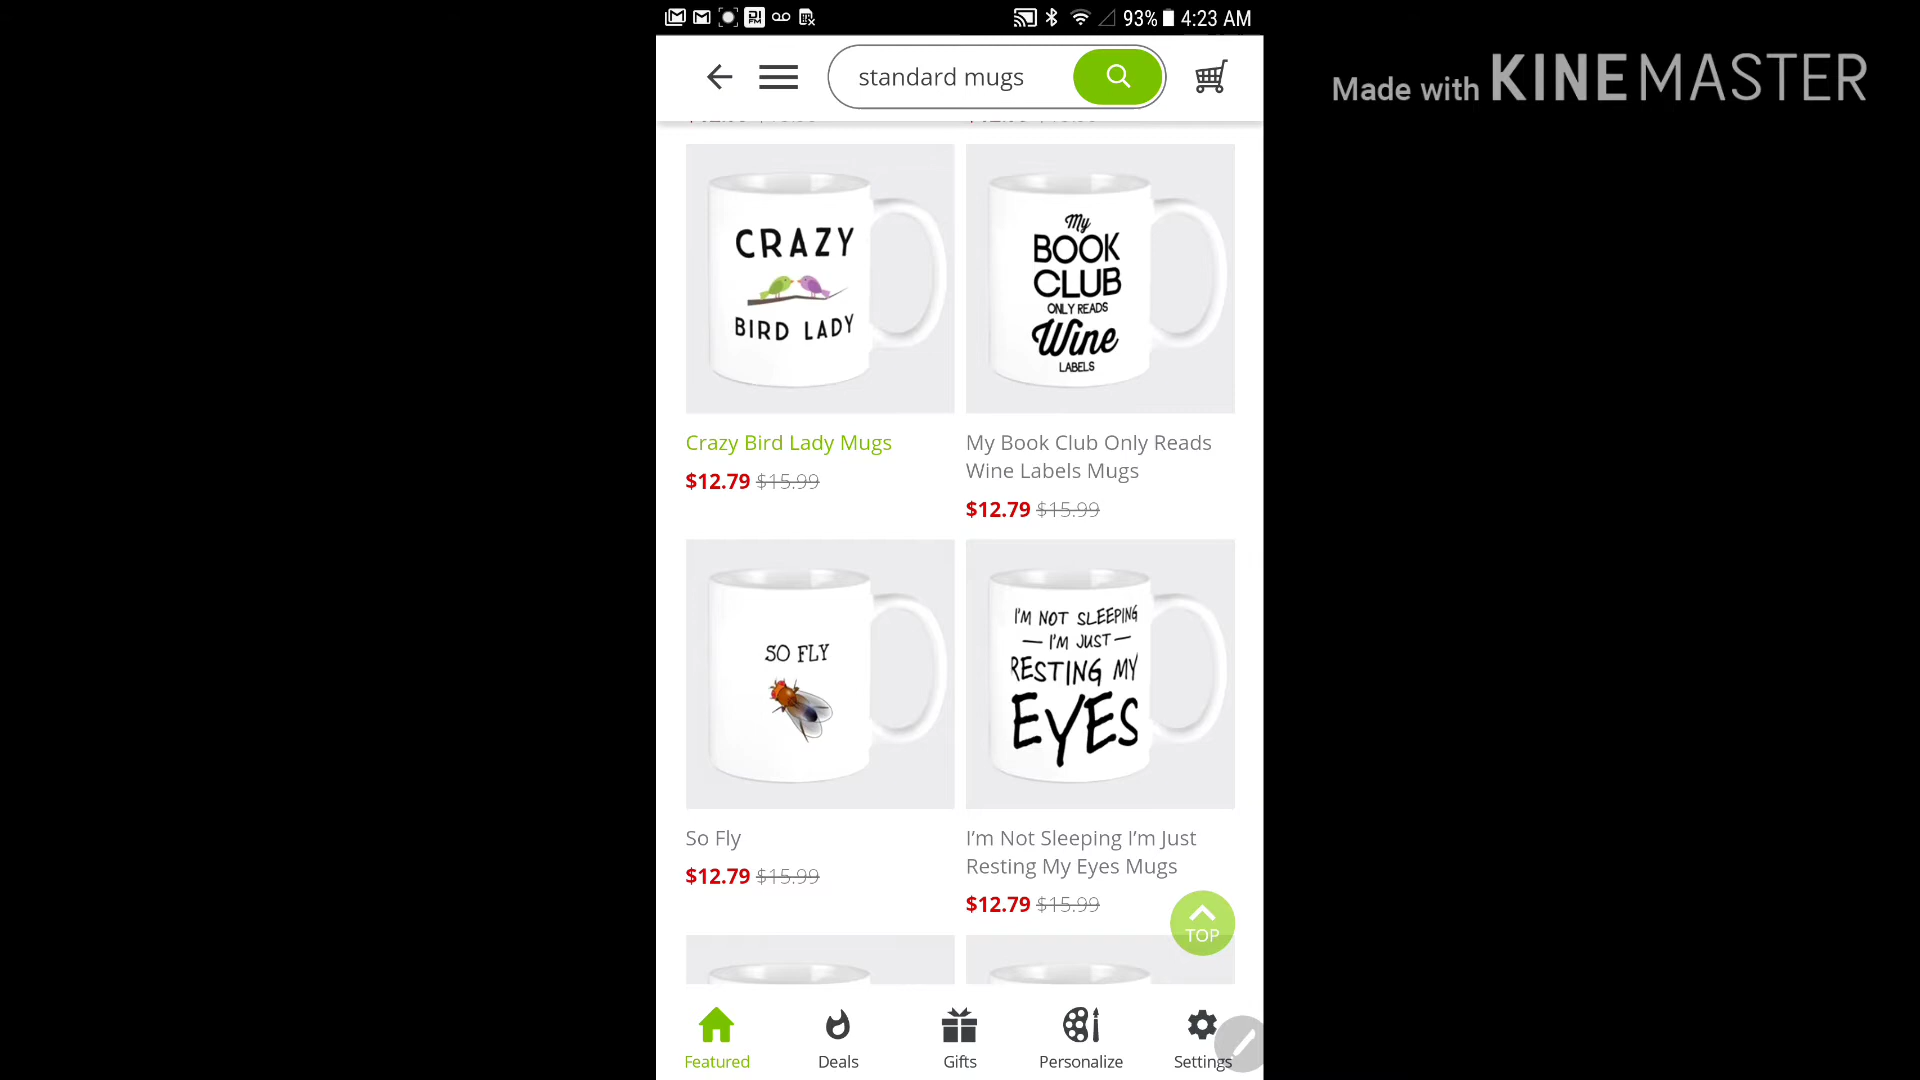 93% 4:23 AM
standard mugs
Made with KINEMASTER
CRAZY
BIRD LADY
My
BOOK
CLUB
ONLY READS
Wine
LABELS
Crazy Bird Lady Mugs
$12.79 $15.99
My Book Club Only Reads
Wine Labels Mugs
$12.79 $15.99
SO FLY
I'M NOT SLEEPING
— I'M JUST —
RESTING MY
EYES
So Fly
$12.79 $15.99
I’m Not Sleeping I’m Just
Resting My Eyes Mugs
$12.79 $15.99
TOP
Featured
Deals
Gifts
Personalize
Settings